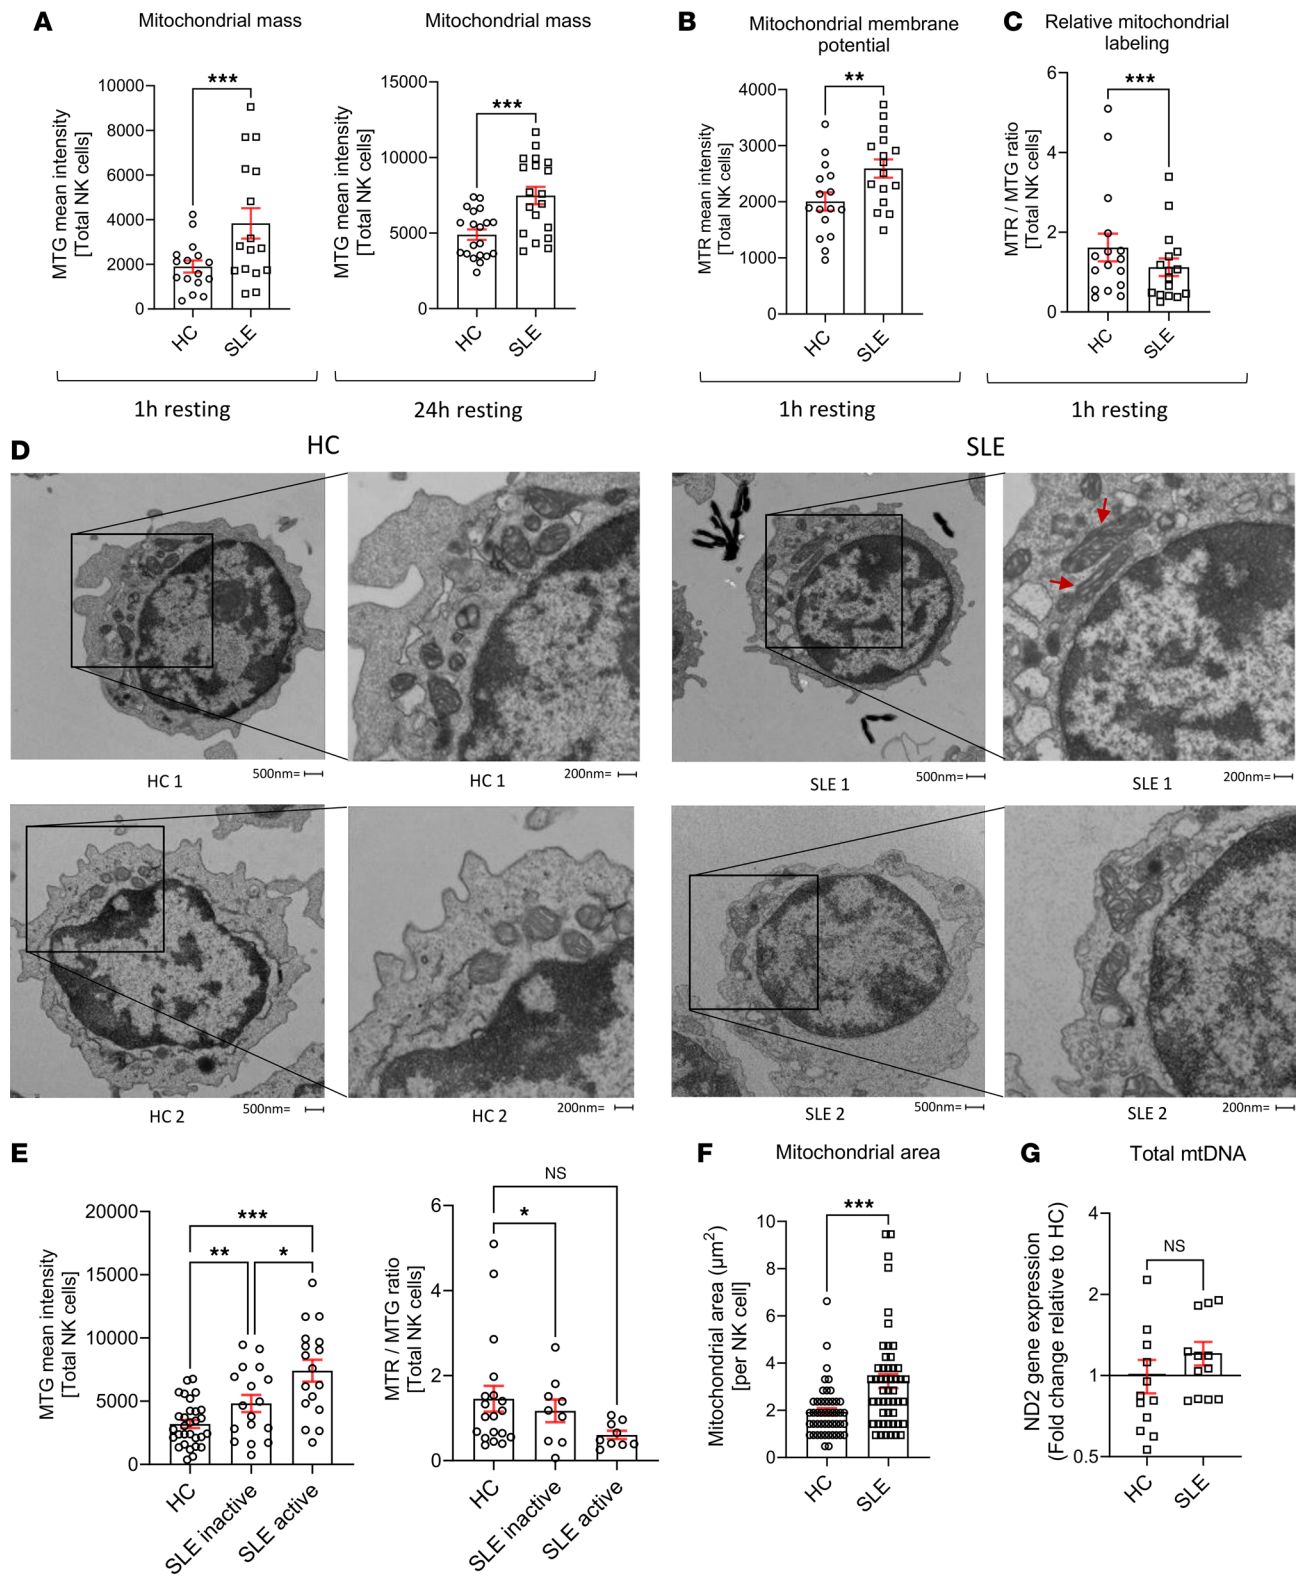 A
Mitochondrial mass
MTG mean intensity
[Total NK cells]
10000
8000
6000
4000
2000
0
***
HC
SLE
1h resting
Mitochondrial mass
MTG mean intensity
[Total NK cells]
15000
10000
5000
0
***
HC
SLE
24h resting
B
Mitochondrial membrane
potential
MTR mean intensity
[Total NK cells]
4000
3000
2000
1000
0
**
HC
SLE
1h resting
C
Relative mitochondrial
labeling
MTR / MTG ratio
[Total NK cells]
6
4
2
0
***
HC
SLE
1h resting
D
HC
SLE
HC 1
500nm=
HC 1
200nm=
SLE 1
500nm=
SLE 1
200nm=
HC 2
500nm=
HC 2
200nm=
SLE 2
500nm=
SLE 2
200nm=
E
MTG mean intensity
[Total NK cells]
20000
15000
10000
5000
0
***
**
*
HC
SLE inactive
SLE active
MTR / MTG ratio
[Total NK cells]
6
4
2
0
NS
*
HC
SLE inactive
SLE active
F
Mitochondrial area
Mitochondrial area (µm²)
[per NK cell]
10
8
6
4
2
0
***
HC
SLE
G
Total mtDNA
ND2 gene expression
(Fold change relative to HC)
4
2
1
0.5
NS
HC
SLE